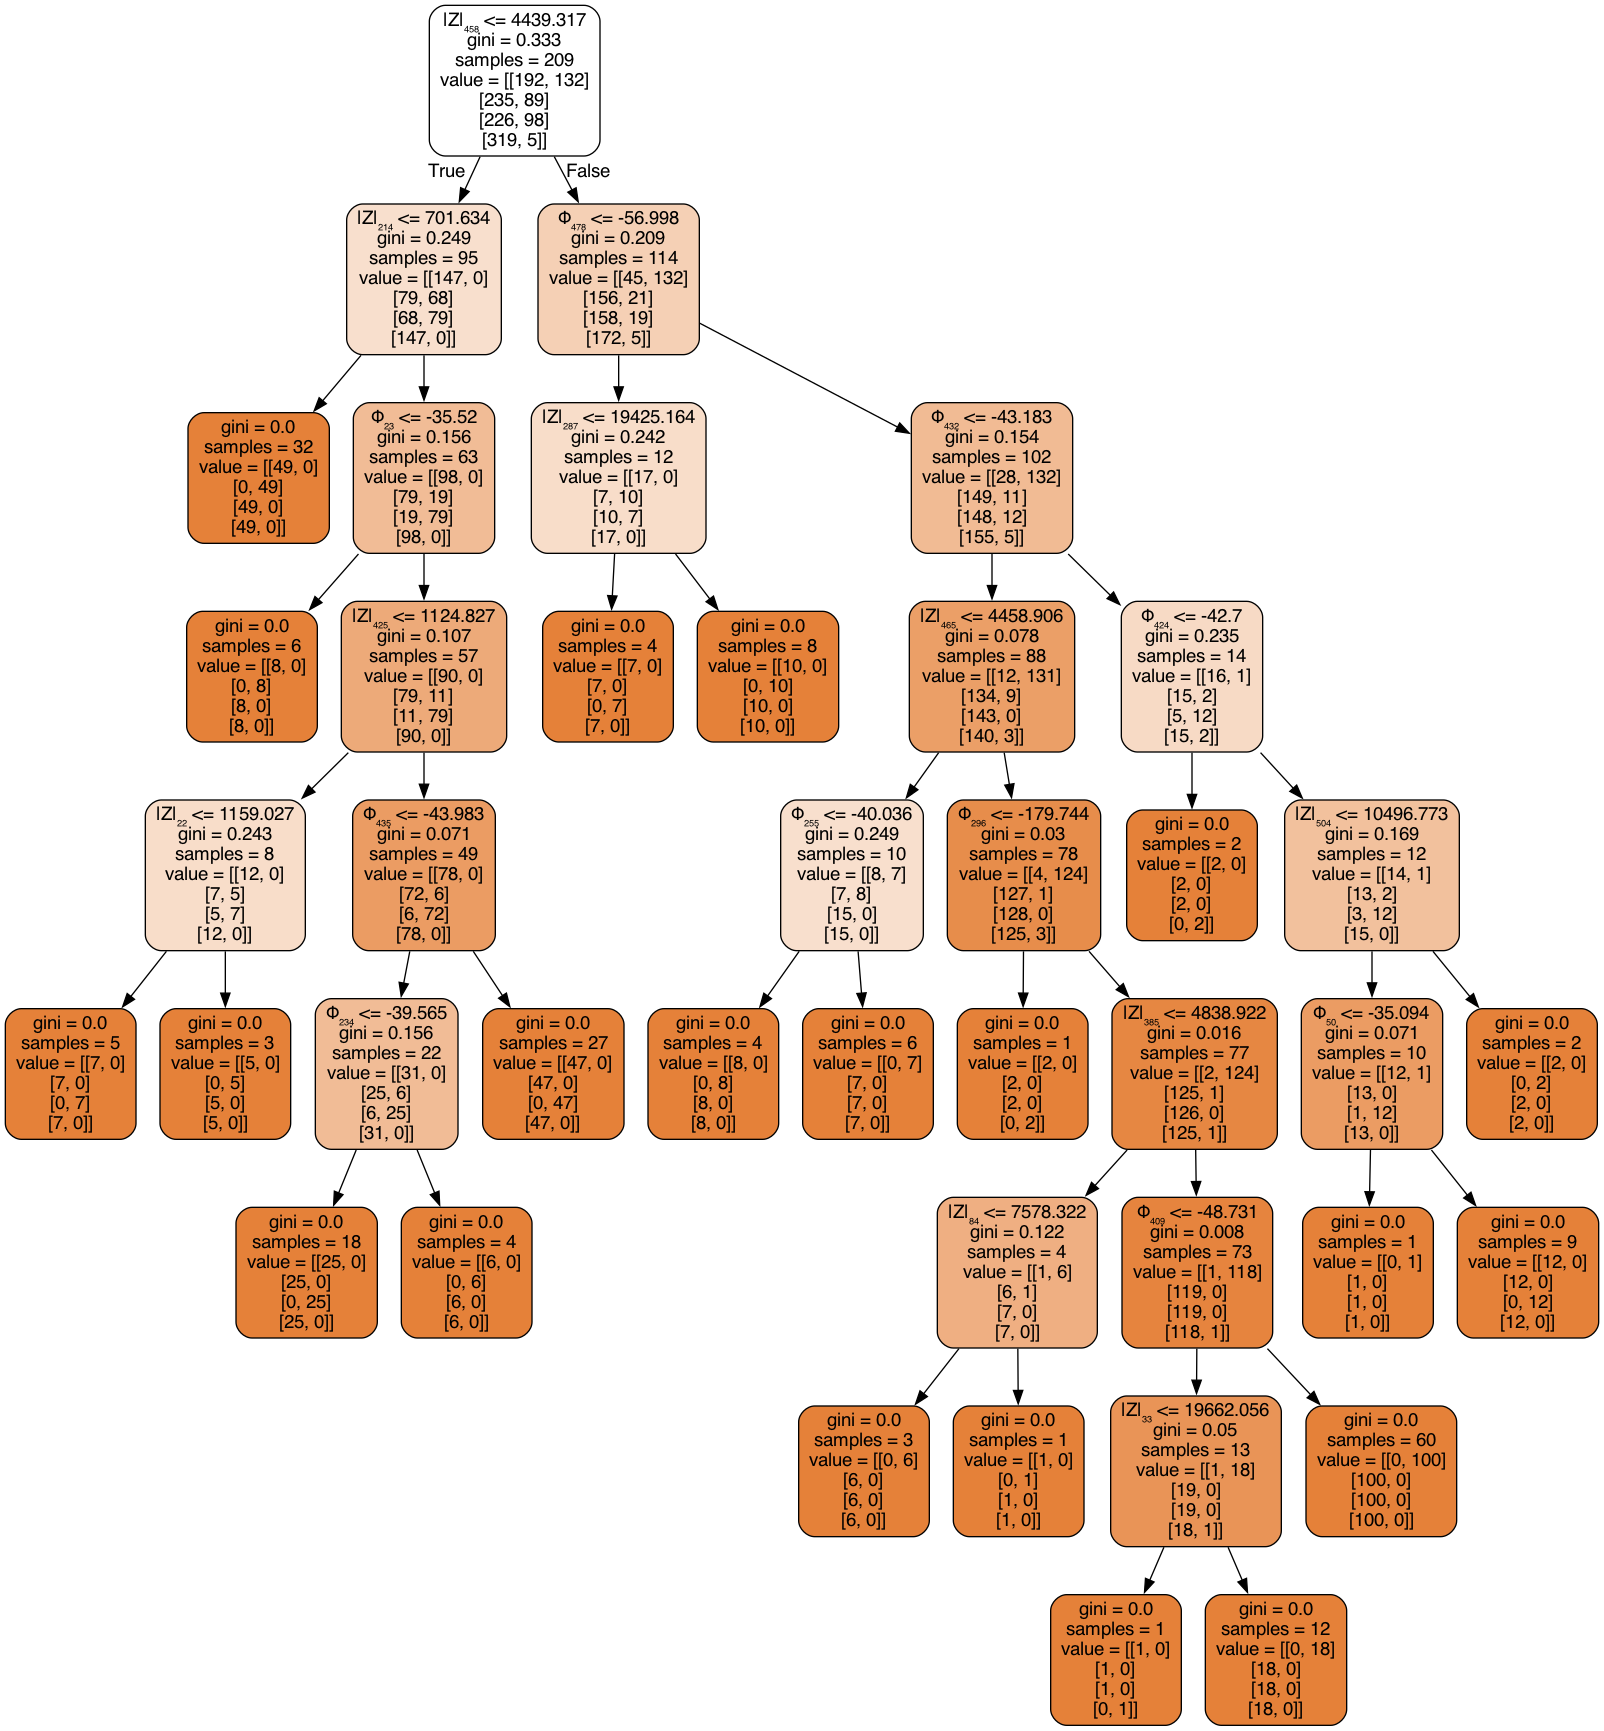 |Z|₄₅₈ <= 4439.317
gini = 0.333
samples = 209
value = [[192, 132]
[235, 89]
[226, 98]
[319, 5]]
True
False
|Z|₂₁₄ <= 701.634
gini = 0.249
samples = 95
value = [[147, 0]
[79, 68]
[68, 79]
[147, 0]]
Φ₄₇₈ <= -56.998
gini = 0.209
samples = 114
value = [[45, 132]
[156, 21]
[158, 19]
[172, 5]]
gini = 0.0
samples = 32
value = [[49, 0]
[0, 49]
[49, 0]
[49, 0]]
Φ₂₃ <= -35.52
gini = 0.156
samples = 63
value = [[98, 0]
[79, 19]
[19, 79]
[98, 0]]
|Z|₂₈₇ <= 19425.164
gini = 0.242
samples = 12
value = [[17, 0]
[7, 10]
[10, 7]
[17, 0]]
Φ₄₃₂ <= -43.183
gini = 0.154
samples = 102
value = [[28, 132]
[149, 11]
[148, 12]
[155, 5]]
gini = 0.0
samples = 6
value = [[8, 0]
[0, 8]
[8, 0]
[8, 0]]
|Z|₄₂₅ <= 1124.827
gini = 0.107
samples = 57
value = [[90, 0]
[79, 11]
[11, 79]
[90, 0]]
gini = 0.0
samples = 4
value = [[7, 0]
[7, 0]
[0, 7]
[7, 0]]
gini = 0.0
samples = 8
value = [[10, 0]
[0, 10]
[10, 0]
[10, 0]]
|Z|₄₆₅ <= 4458.906
gini = 0.078
samples = 88
value = [[12, 131]
[134, 9]
[143, 0]
[140, 3]]
Φ₄₂₄ <= -42.7
gini = 0.235
samples = 14
value = [[16, 1]
[15, 2]
[5, 12]
[15, 2]]
|Z|₂₂ <= 1159.027
gini = 0.243
samples = 8
value = [[12, 0]
[7, 5]
[5, 7]
[12, 0]]
Φ₄₃₅ <= -43.983
gini = 0.071
samples = 49
value = [[78, 0]
[72, 6]
[6, 72]
[78, 0]]
Φ₂₅₅ <= -40.036
gini = 0.249
samples = 10
value = [[8, 7]
[7, 8]
[15, 0]
[15, 0]]
Φ₂₉₆ <= -179.744
gini = 0.03
samples = 78
value = [[4, 124]
[127, 1]
[128, 0]
[125, 3]]
gini = 0.0
samples = 2
value = [[2, 0]
[2, 0]
[2, 0]
[0, 2]]
|Z|₅₀₄ <= 10496.773
gini = 0.169
samples = 12
value = [[14, 1]
[13, 2]
[3, 12]
[15, 0]]
gini = 0.0
samples = 5
value = [[7, 0]
[7, 0]
[0, 7]
[7, 0]]
gini = 0.0
samples = 3
value = [[5, 0]
[0, 5]
[5, 0]
[5, 0]]
Φ₂₃₄ <= -39.565
gini = 0.156
samples = 22
value = [[31, 0]
[25, 6]
[6, 25]
[31, 0]]
gini = 0.0
samples = 27
value = [[47, 0]
[47, 0]
[0, 47]
[47, 0]]
gini = 0.0
samples = 4
value = [[8, 0]
[0, 8]
[8, 0]
[8, 0]]
gini = 0.0
samples = 6
value = [[0, 7]
[7, 0]
[7, 0]
[7, 0]]
gini = 0.0
samples = 1
value = [[2, 0]
[2, 0]
[2, 0]
[0, 2]]
|Z|₃₈₅ <= 4838.922
gini = 0.016
samples = 77
value = [[2, 124]
[125, 1]
[126, 0]
[125, 1]]
Φ₅₀ <= -35.094
gini = 0.071
samples = 10
value = [[12, 1]
[13, 0]
[1, 12]
[13, 0]]
gini = 0.0
samples = 2
value = [[2, 0]
[0, 2]
[2, 0]
[2, 0]]
gini = 0.0
samples = 18
value = [[25, 0]
[25, 0]
[0, 25]
[25, 0]]
gini = 0.0
samples = 4
value = [[6, 0]
[0, 6]
[6, 0]
[6, 0]]
|Z|₈₄ <= 7578.322
gini = 0.122
samples = 4
value = [[1, 6]
[6, 1]
[7, 0]
[7, 0]]
Φ₄₀₉ <= -48.731
gini = 0.008
samples = 73
value = [[1, 118]
[119, 0]
[119, 0]
[118, 1]]
gini = 0.0
samples = 1
value = [[0, 1]
[1, 0]
[1, 0]
[1, 0]]
gini = 0.0
samples = 9
value = [[12, 0]
[12, 0]
[0, 12]
[12, 0]]
gini = 0.0
samples = 3
value = [[0, 6]
[6, 0]
[6, 0]
[6, 0]]
gini = 0.0
samples = 1
value = [[1, 0]
[0, 1]
[1, 0]
[1, 0]]
|Z|₃₃ <= 19662.056
gini = 0.05
samples = 13
value = [[1, 18]
[19, 0]
[19, 0]
[18, 1]]
gini = 0.0
samples = 60
value = [[0, 100]
[100, 0]
[100, 0]
[100, 0]]
gini = 0.0
samples = 1
value = [[1, 0]
[1, 0]
[1, 0]
[0, 1]]
gini = 0.0
samples = 12
value = [[0, 18]
[18, 0]
[18, 0]
[18, 0]]